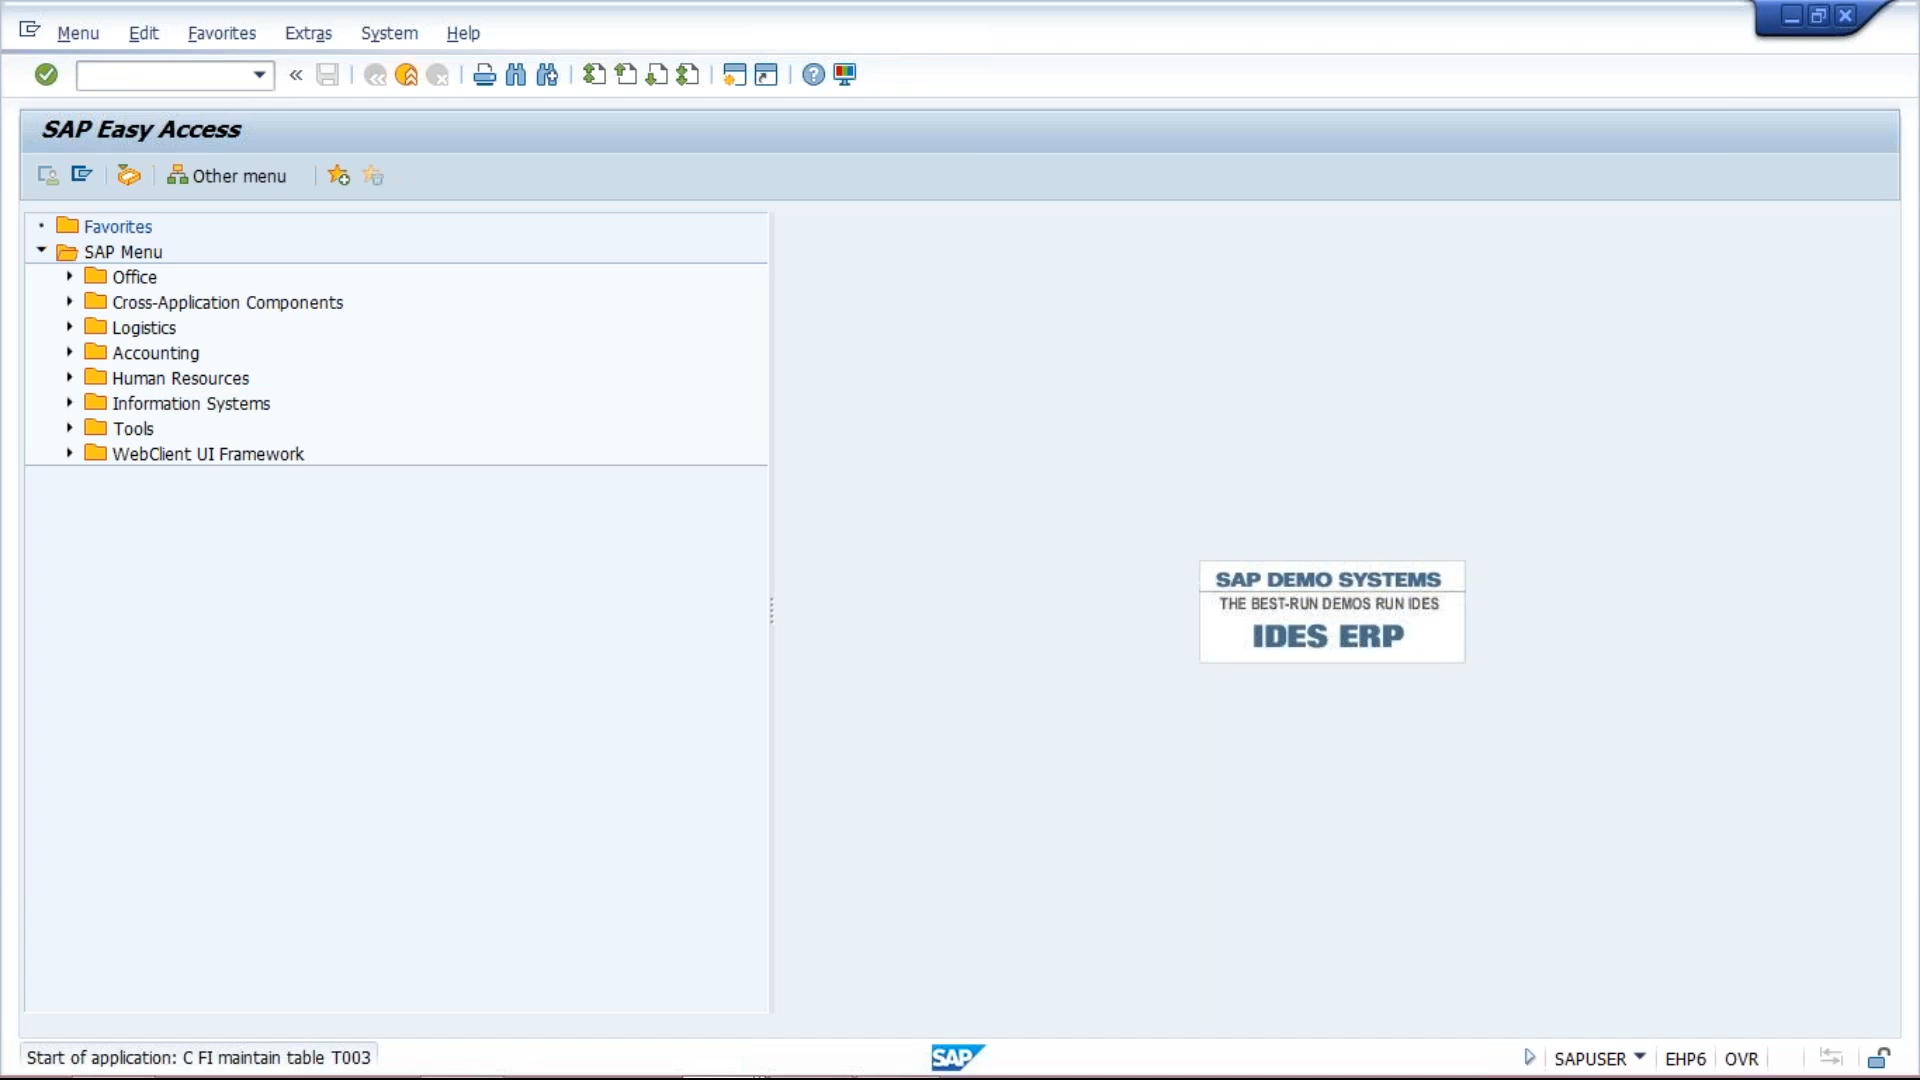 Menu Edit Favorites Extras System Help
SAP Easy Access
Other menu
Favorites
SAP Menu
Office
Cross-Application Components
Logistics
Accounting
Human Resources
Information Systems
Tools
WebClient UI Framework
SAP DEMO SYSTEMS
THE BEST-RUN DEMOS RUN IDES
IDES ERP
Start of application: C FI maintain table T003
SAP
SAPUSER EHP6 OVR